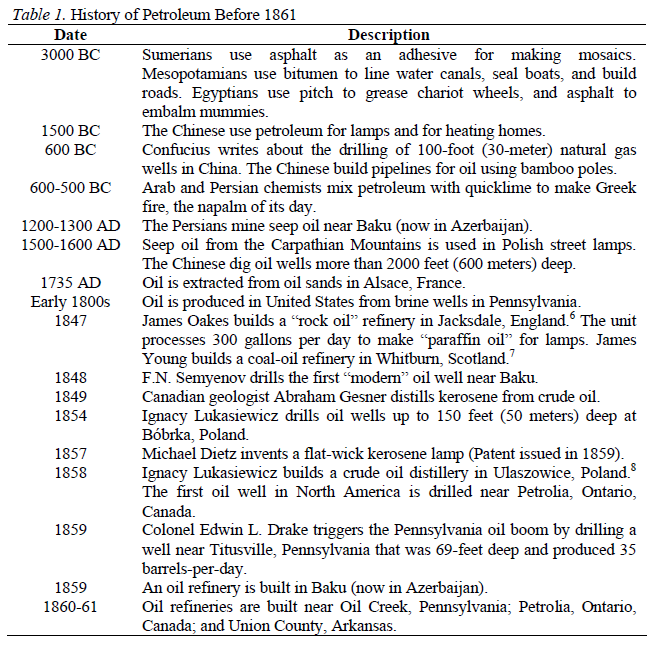 Table 1. History of Petroleum Before 1861
Date Description
3000 BC Sumerians use asphalt as an adhesive for making mosaics.
Mesopotamians use bitumen to line water canals, seal boats, and build
roads. Egyptians use pitch to grease chariot wheels, and asphalt to
embalm mummies.
1500 BC The Chinese use petroleum for lamps and for heating homes.
600 BC Confucius writes about the drilling of 100-foot (30-meter) natural gas
wells in China. The Chinese build pipelines for oil using bamboo poles.
600-500 BC Arab and Persian chemists mix petroleum with quicklime to make Greek
fire, the napalm of its day.
1200-1300 AD The Persians mine seep oil near Baku (now in Azerbaijan).
1500-1600 AD Seep oil from the Carpathian Mountains is used in Polish street lamps.
The Chinese dig oil wells more than 2000 feet (600 meters) deep.
1735 AD Oil is extracted from oil sands in Alsace, France.
Early 1800s Oil is produced in United States from brine wells in Pennsylvania.
1847 James Oakes builds a “rock oil” refinery in Jacksdale, England.6 The unit
processes 300 gallons per day to make “paraffin oil” for lamps. James
Young builds a coal-oil refinery in Whitburn, Scotland.7
1848 F.N. Semyenov drills the first “modern” oil well near Baku.
1849 Canadian geologist Abraham Gesner distills kerosene from crude oil.
1854 Ignacy Lukasiewicz drills oil wells up to 150 feet (50 meters) deep at
Bóbrka, Poland.
1857 Michael Dietz invents a flat-wick kerosene lamp (Patent issued in 1859).
1858 Ignacy Lukasiewicz builds a crude oil distillery in Ulaszowice, Poland.8
The first oil well in North America is drilled near Petrolia, Ontario,
Canada.
1859 Colonel Edwin L. Drake triggers the Pennsylvania oil boom by drilling a
well near Titusville, Pennsylvania that was 69-feet deep and produced 35
barrels-per-day.
1859 An oil refinery is built in Baku (now in Azerbaijan).
1860-61 Oil refineries are built near Oil Creek, Pennsylvania; Petrolia, Ontario,
Canada; and Union County, Arkansas.